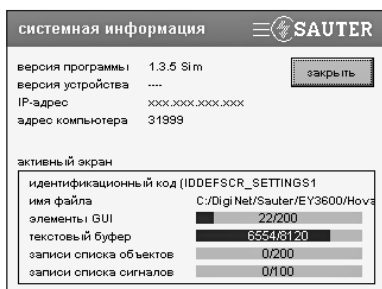 системная информация
SAUTER
версия программы 1.3.5 Sim
закрыть
версия устройства ----
IP-адрес xxx.xxx.xxx.xxx
адрес компьютера 31999
активный экран
идентификационный код (IDDEFSCR_SETTINGS1
имя файла C:/DigiNet/Sauter/EY3600/Hova
элементы GUI 22/200
текстовый буфер 6554/8120
записи списка объектов 0/200
записи списка сигналов 0/100